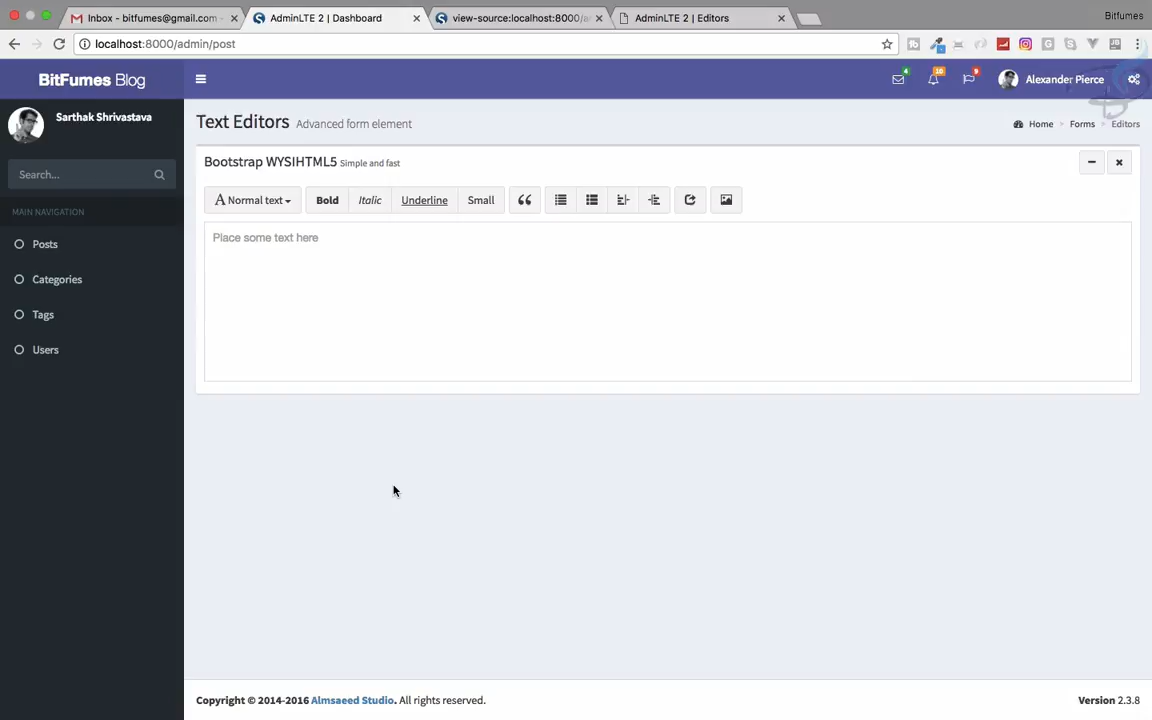 Inbox - bitfumes@gmail.com -
AdminLTE 2 | Dashboard
view-source:localhost:8000/a
AdminLTE 2 | Editors
Bitfumes
localhost:8000/admin/post
BitFumes Blog
4
10
9
Alexander Pierce
Sarthak Shrivastava
Text Editors Advanced form element
Home > Forms > Editors
Bootstrap WYSIHTML5 Simple and fast
Search...
A Normal text
Bold
Italic
Underline
Small
MAIN NAVIGATION
Place some text here
Posts
Categories
Tags
Users
Copyright © 2014-2016 Almsaeed Studio. All rights reserved.
Version 2.3.8